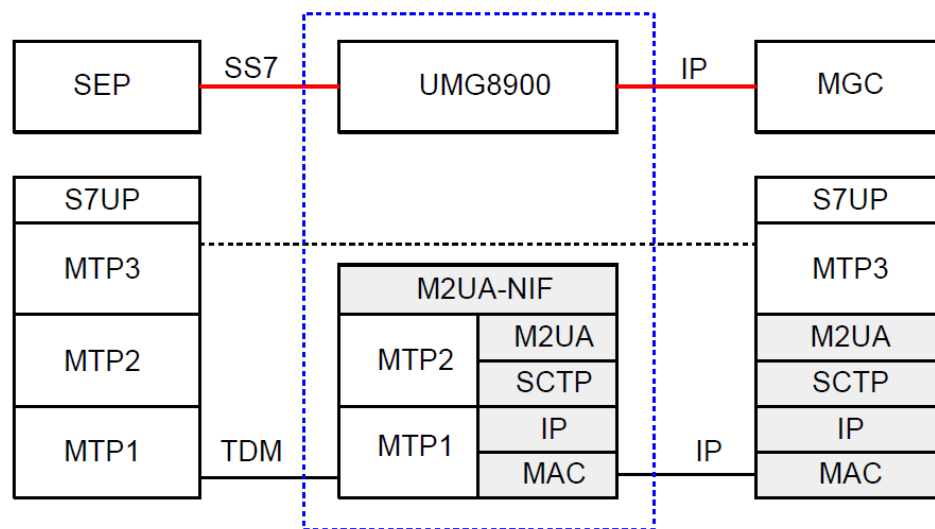 SEP
SS7
UMG8900
IP
MGC
S7UP
MTP3
MTP2
MTP1
TDM
M2UA-NIF
MTP2
M2UA
SCTP
MTP1
IP
MAC
IP
S7UP
MTP3
M2UA
SCTP
IP
MAC